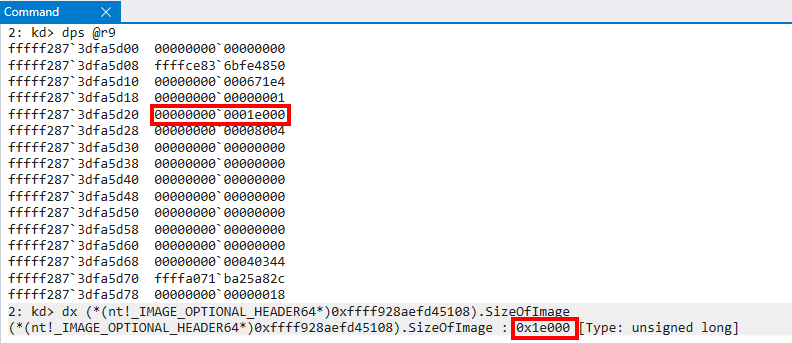 Command
2: kd> dps @r9
fffff287`3dfa5d00  00000000`00000000
fffff287`3dfa5d08  ffffce83`6bfe4850
fffff287`3dfa5d10  00000000`000671e4
fffff287`3dfa5d18  00000000`00000001
fffff287`3dfa5d20  00000000`0001e000
fffff287`3dfa5d28  00000000`00008004
fffff287`3dfa5d30  00000000`00000000
fffff287`3dfa5d38  00000000`00000000
fffff287`3dfa5d40  00000000`00000000
fffff287`3dfa5d48  00000000`00000000
fffff287`3dfa5d50  00000000`00000000
fffff287`3dfa5d58  00000000`00000000
fffff287`3dfa5d60  00000000`00000000
fffff287`3dfa5d68  00000000`00040344
fffff287`3dfa5d70  ffffa071`ba25a82c
fffff287`3dfa5d78  00000000`00000018
2: kd> dx (*(nt!_IMAGE_OPTIONAL_HEADER64*)0xffff928aefd45108).SizeOfImage
(*(nt!_IMAGE_OPTIONAL_HEADER64*)0xffff928aefd45108).SizeOfImage : 0x1e000 [Type: unsigned long]